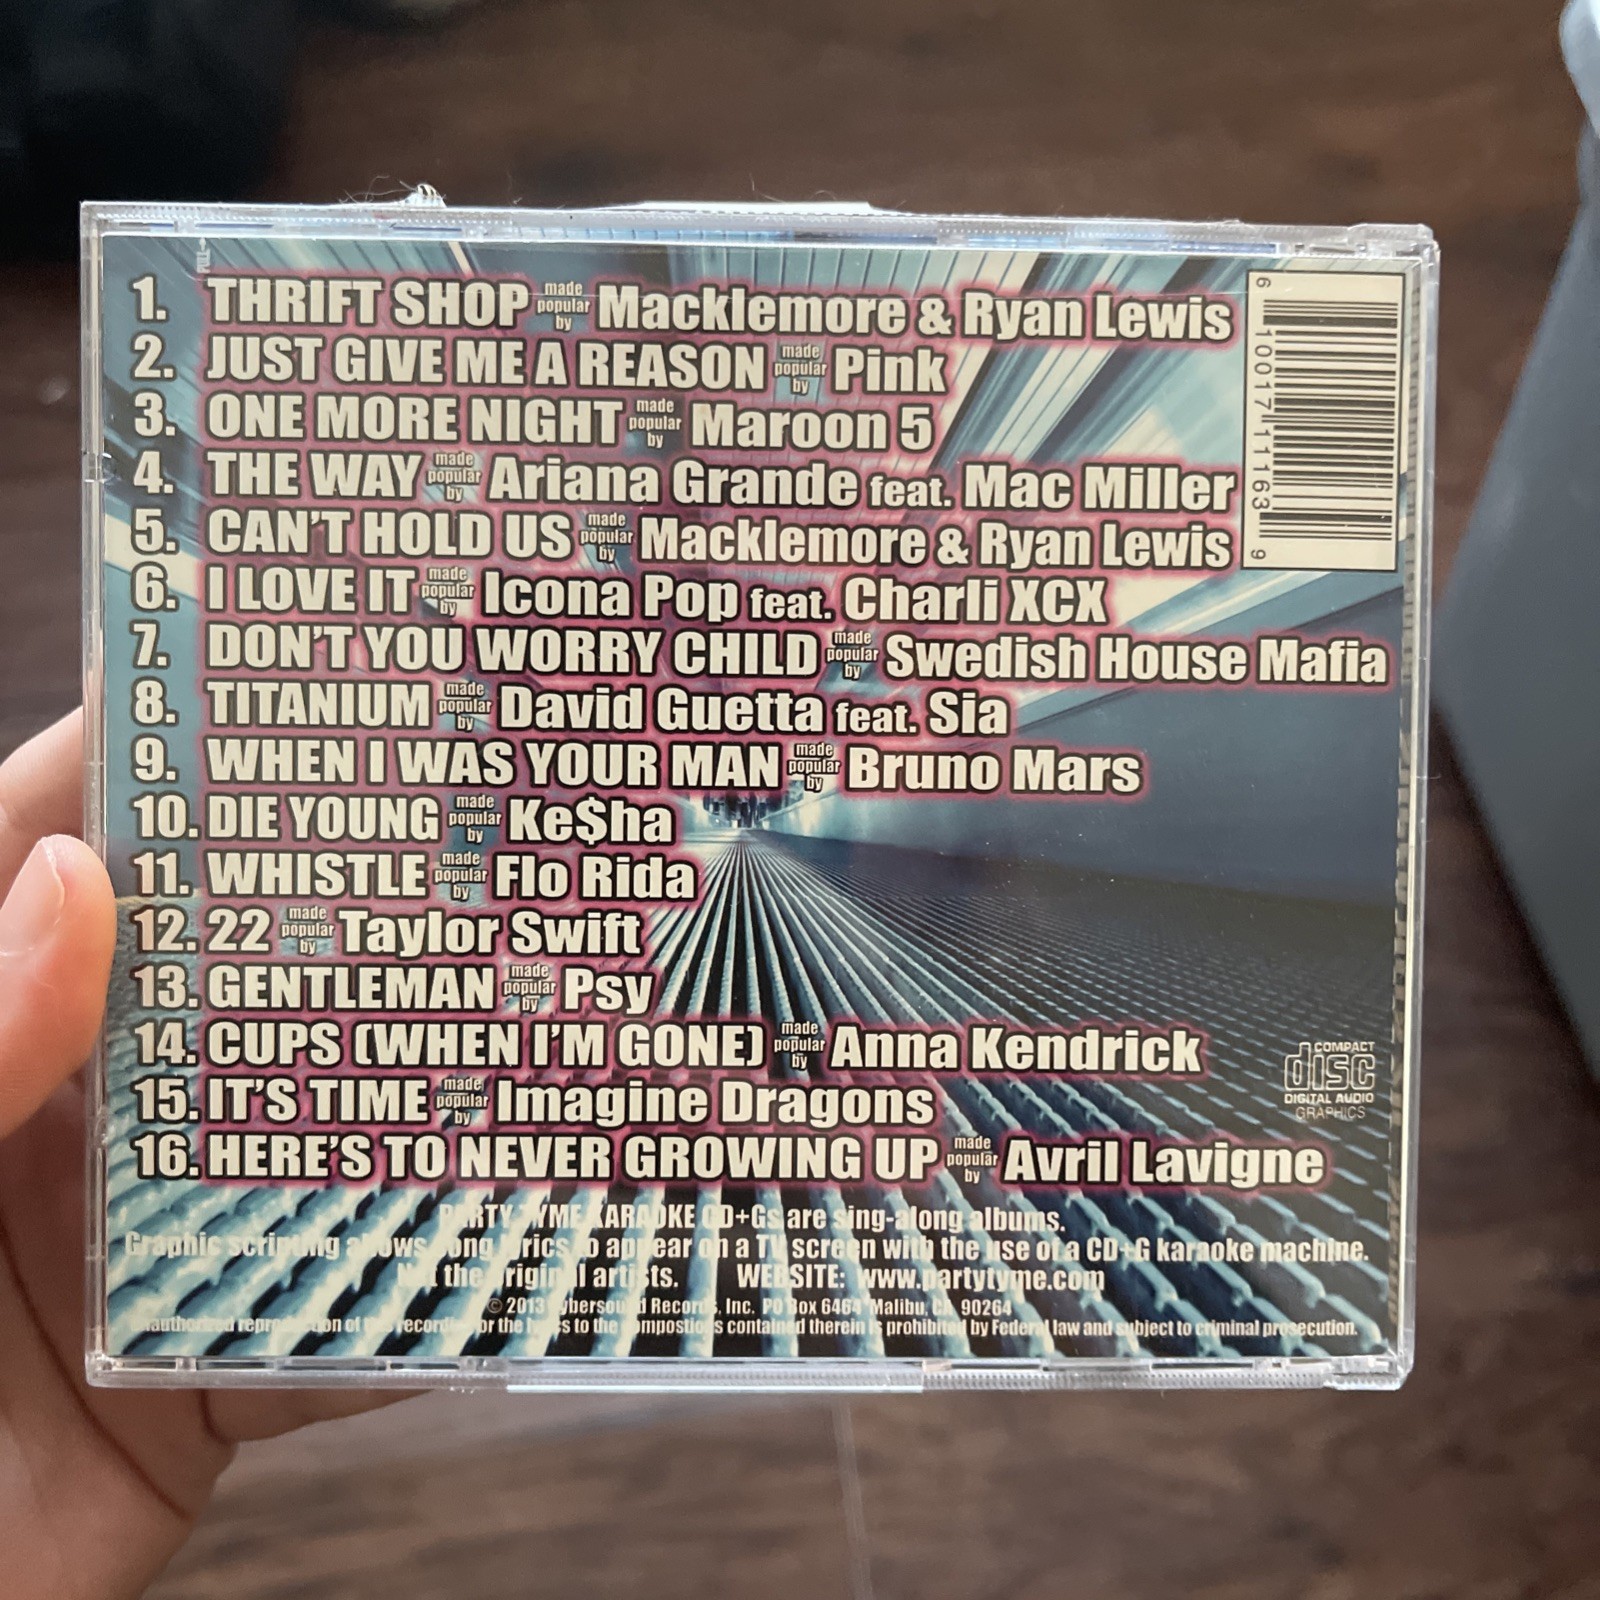 PULL
1. THRIFT SHOP made popular by Macklemore & Ryan Lewis
2. JUST GIVE ME A REASON made popular by Pink
3. ONE MORE NIGHT made popular by Maroon 5
4. THE WAY made popular by Ariana Grande feat. Mac Miller
5. CAN'T HOLD US made popular by Macklemore & Ryan Lewis
6. I LOVE IT made popular by Icona Pop feat. Charli XCX
7. DON'T YOU WORRY CHILD made popular by Swedish House Mafia
8. TITANIUM made popular by David Guetta feat. Sia
9. WHEN I WAS YOUR MAN made popular by Bruno Mars
10. DIE YOUNG made popular by Ke$ha
11. WHISTLE made popular by Flo Rida
12. 22 made popular by Taylor Swift
13. GENTLEMAN made popular by Psy
14. CUPS (WHEN I'M GONE) made popular by Anna Kendrick
15. IT'S TIME made popular by Imagine Dragons
16. HERE'S TO NEVER GROWING UP made popular by Avril Lavigne
6 10017 11163 9
COMPACT
disc
DIGITAL AUDIO
GRAPHICS
PARTY TYME KARAOKE CD+Gs are sing-along albums.
Graphic scripting allows song lyrics to appear on a TV screen with the use of a CD+G karaoke machine.
Not the original artists. WEBSITE: www.partytyme.com
© 2013 Cybersound Records, Inc. PO Box 6464 Malibu, CA 90264
Unauthorized reproduction of this recording or the lyrics to the compostions contained therein is prohibited by Federal law and subject to criminal prosecution.